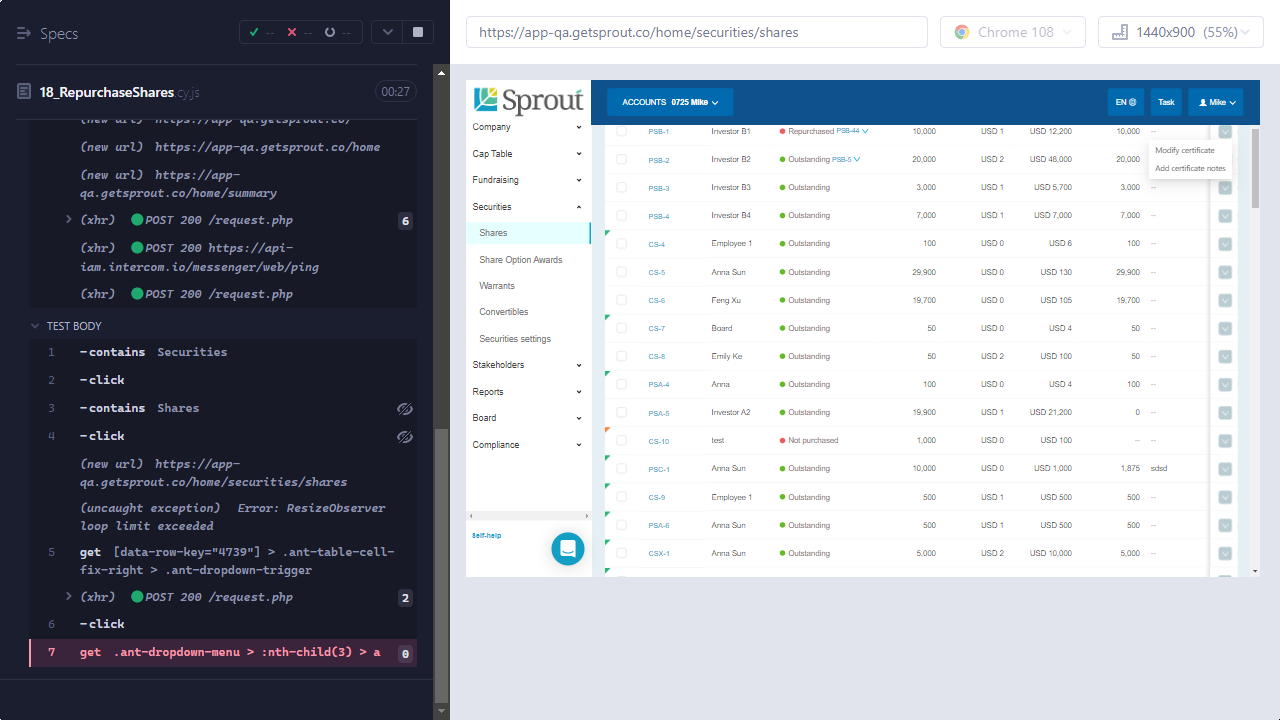 Specs
-- -- --
https://app-qa.getsprout.co/home/securities/shares
Chrome 108
1440x900 (55%)
18_RepurchaseShares.cy.js
00:27
(new url) https://app-qa.getsprout.co/
(new url) https://app-qa.getsprout.co/home
(new url) https://app-
qa.getsprout.co/home/summary
(xhr) POST 200 /request.php 6
(xhr) POST 200 https://api-
iam.intercom.io/messenger/web/ping
(xhr) POST 200 /request.php
TEST BODY
1 -contains Securities
2 -click
3 -contains Shares
4 -click
(new url) https://app-
qa.getsprout.co/home/securities/shares
(uncaught exception) Error: ResizeObserver
loop limit exceeded
5 get [data-row-key="4739"] > .ant-table-cell-
fix-right > .ant-dropdown-trigger
(xhr) POST 200 /request.php 2
6 -click
7 get .ant-dropdown-menu > :nth-child(3) > a 0
Sprout
ACCOUNTS 0725 Mike
EN
Task
Mike
Company
Cap Table
Fundraising
Securities
Shares
Share Option Awards
Warrants
Convertibles
Securities settings
Stakeholders
Reports
Board
Compliance
Self-help
PSB-1 Investor B1 Repurchased PSB-44 10,000 USD 1 USD 12,200 10,000 --
Modify certificate
Add certificate notes
PSB-2 Investor B2 Outstanding PSB-5 20,000 USD 2 USD 48,000 20,000
PSB-3 Investor B3 Outstanding 3,000 USD 1 USD 5,700 3,000 --
PSB-4 Investor B4 Outstanding 7,000 USD 1 USD 7,000 7,000 --
CS-4 Employee 1 Outstanding 100 USD 0 USD 6 100 --
CS-5 Anna Sun Outstanding 29,900 USD 0 USD 130 29,900 --
CS-6 Feng Xu Outstanding 19,700 USD 0 USD 105 19,700 --
CS-7 Board Outstanding 50 USD 0 USD 4 50 --
CS-8 Emily Ke Outstanding 50 USD 2 USD 100 50 --
PSA-4 Anna Outstanding 100 USD 0 USD 4 100 --
PSA-5 Investor A2 Outstanding 19,900 USD 1 USD 21,200 0 --
CS-10 test Not purchased 1,000 USD 0 USD 100 -- --
PSC-1 Anna Sun Outstanding 10,000 USD 0 USD 1,000 1,875 sdsd
CS-9 Employee 1 Outstanding 500 USD 1 USD 500 500 --
PSA-6 Anna Sun Outstanding 500 USD 1 USD 500 500 --
CSX-1 Anna Sun Outstanding 5,000 USD 2 USD 10,000 5,000 --